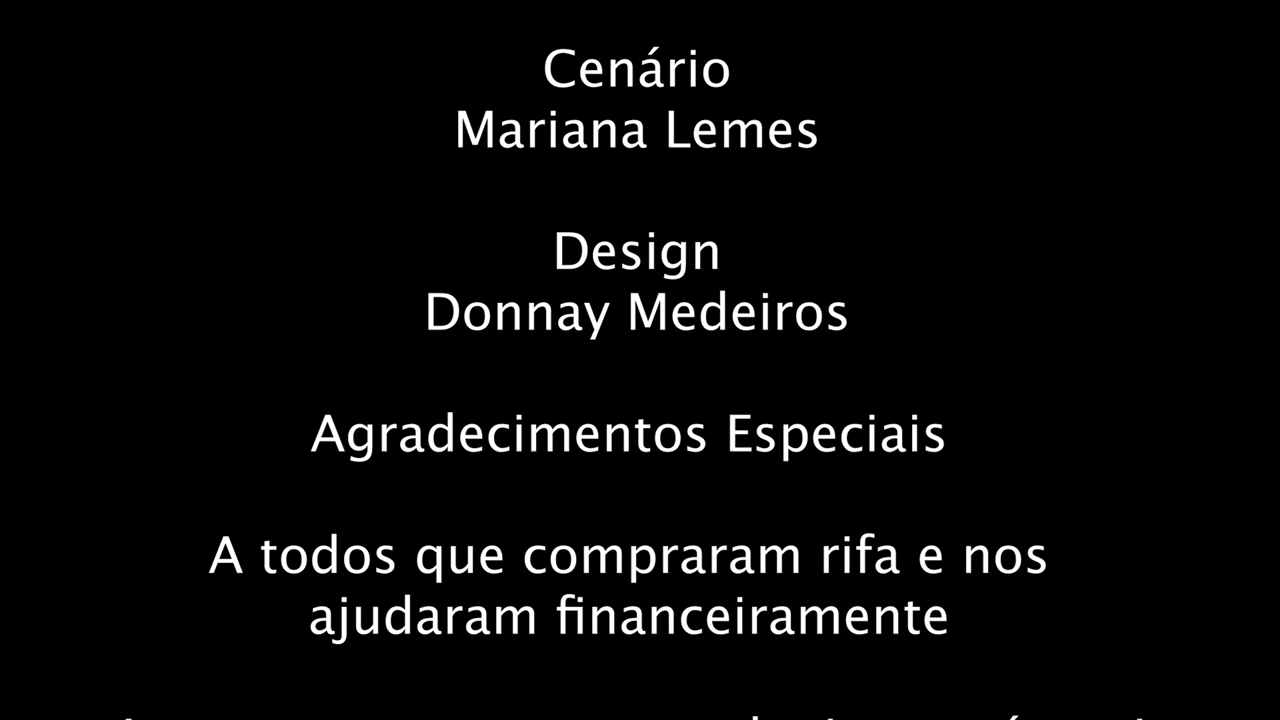 Cenário
Mariana Lemes
Design
Donnay Medeiros
Agradecimentos Especiais
A todos que compraram rifa e nos
ajudaram financeiramente